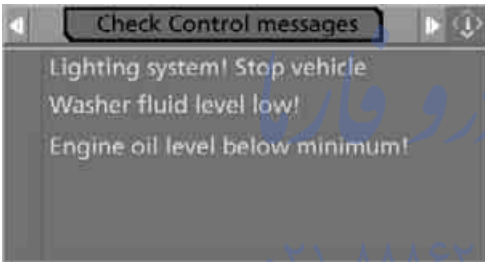 Check Control messages
Lighting system! Stop vehicle
Washer fluid level low!
Engine oil level below minimum!